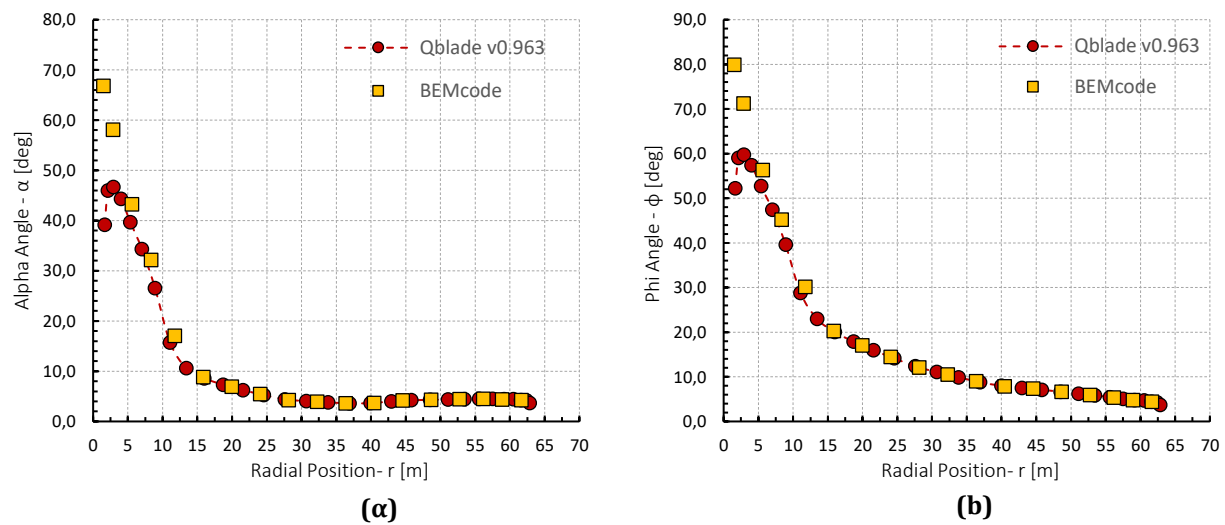 80,0
70,0
60,0
50,0
40,0
30,0
20,0
10,0
0,0
Alpha Angle - α [deg]
Qblade v0.963
BEMcode
0 5 10 15 20 25 30 35 40 45 50 55 60 65 70
Radial Position- r [m]
(α)
90,0
80,0
70,0
60,0
50,0
40,0
30,0
20,0
10,0
0,0
Phi Angle - ϕ [deg]
Qblade v0.963
BEMcode
0 5 10 15 20 25 30 35 40 45 50 55 60 65 70
Radial Position- r [m]
(b)